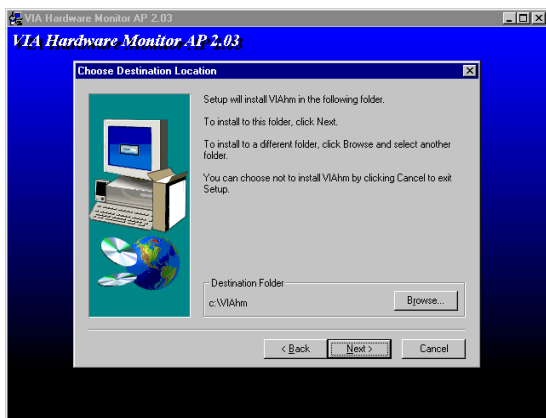 VIA Hardware Monitor AP 2.03
VIA Hardware Monitor AP 2.03
Choose Destination Location
Setup will install VIAhm in the following folder.
To install to this folder, click Next.
To install to a different folder, click Browse and select another
folder.
You can choose not to install VIAhm by clicking Cancel to exit
Setup.
Destination Folder
c:\VIAhm
Browse...
< Back
Next >
Cancel